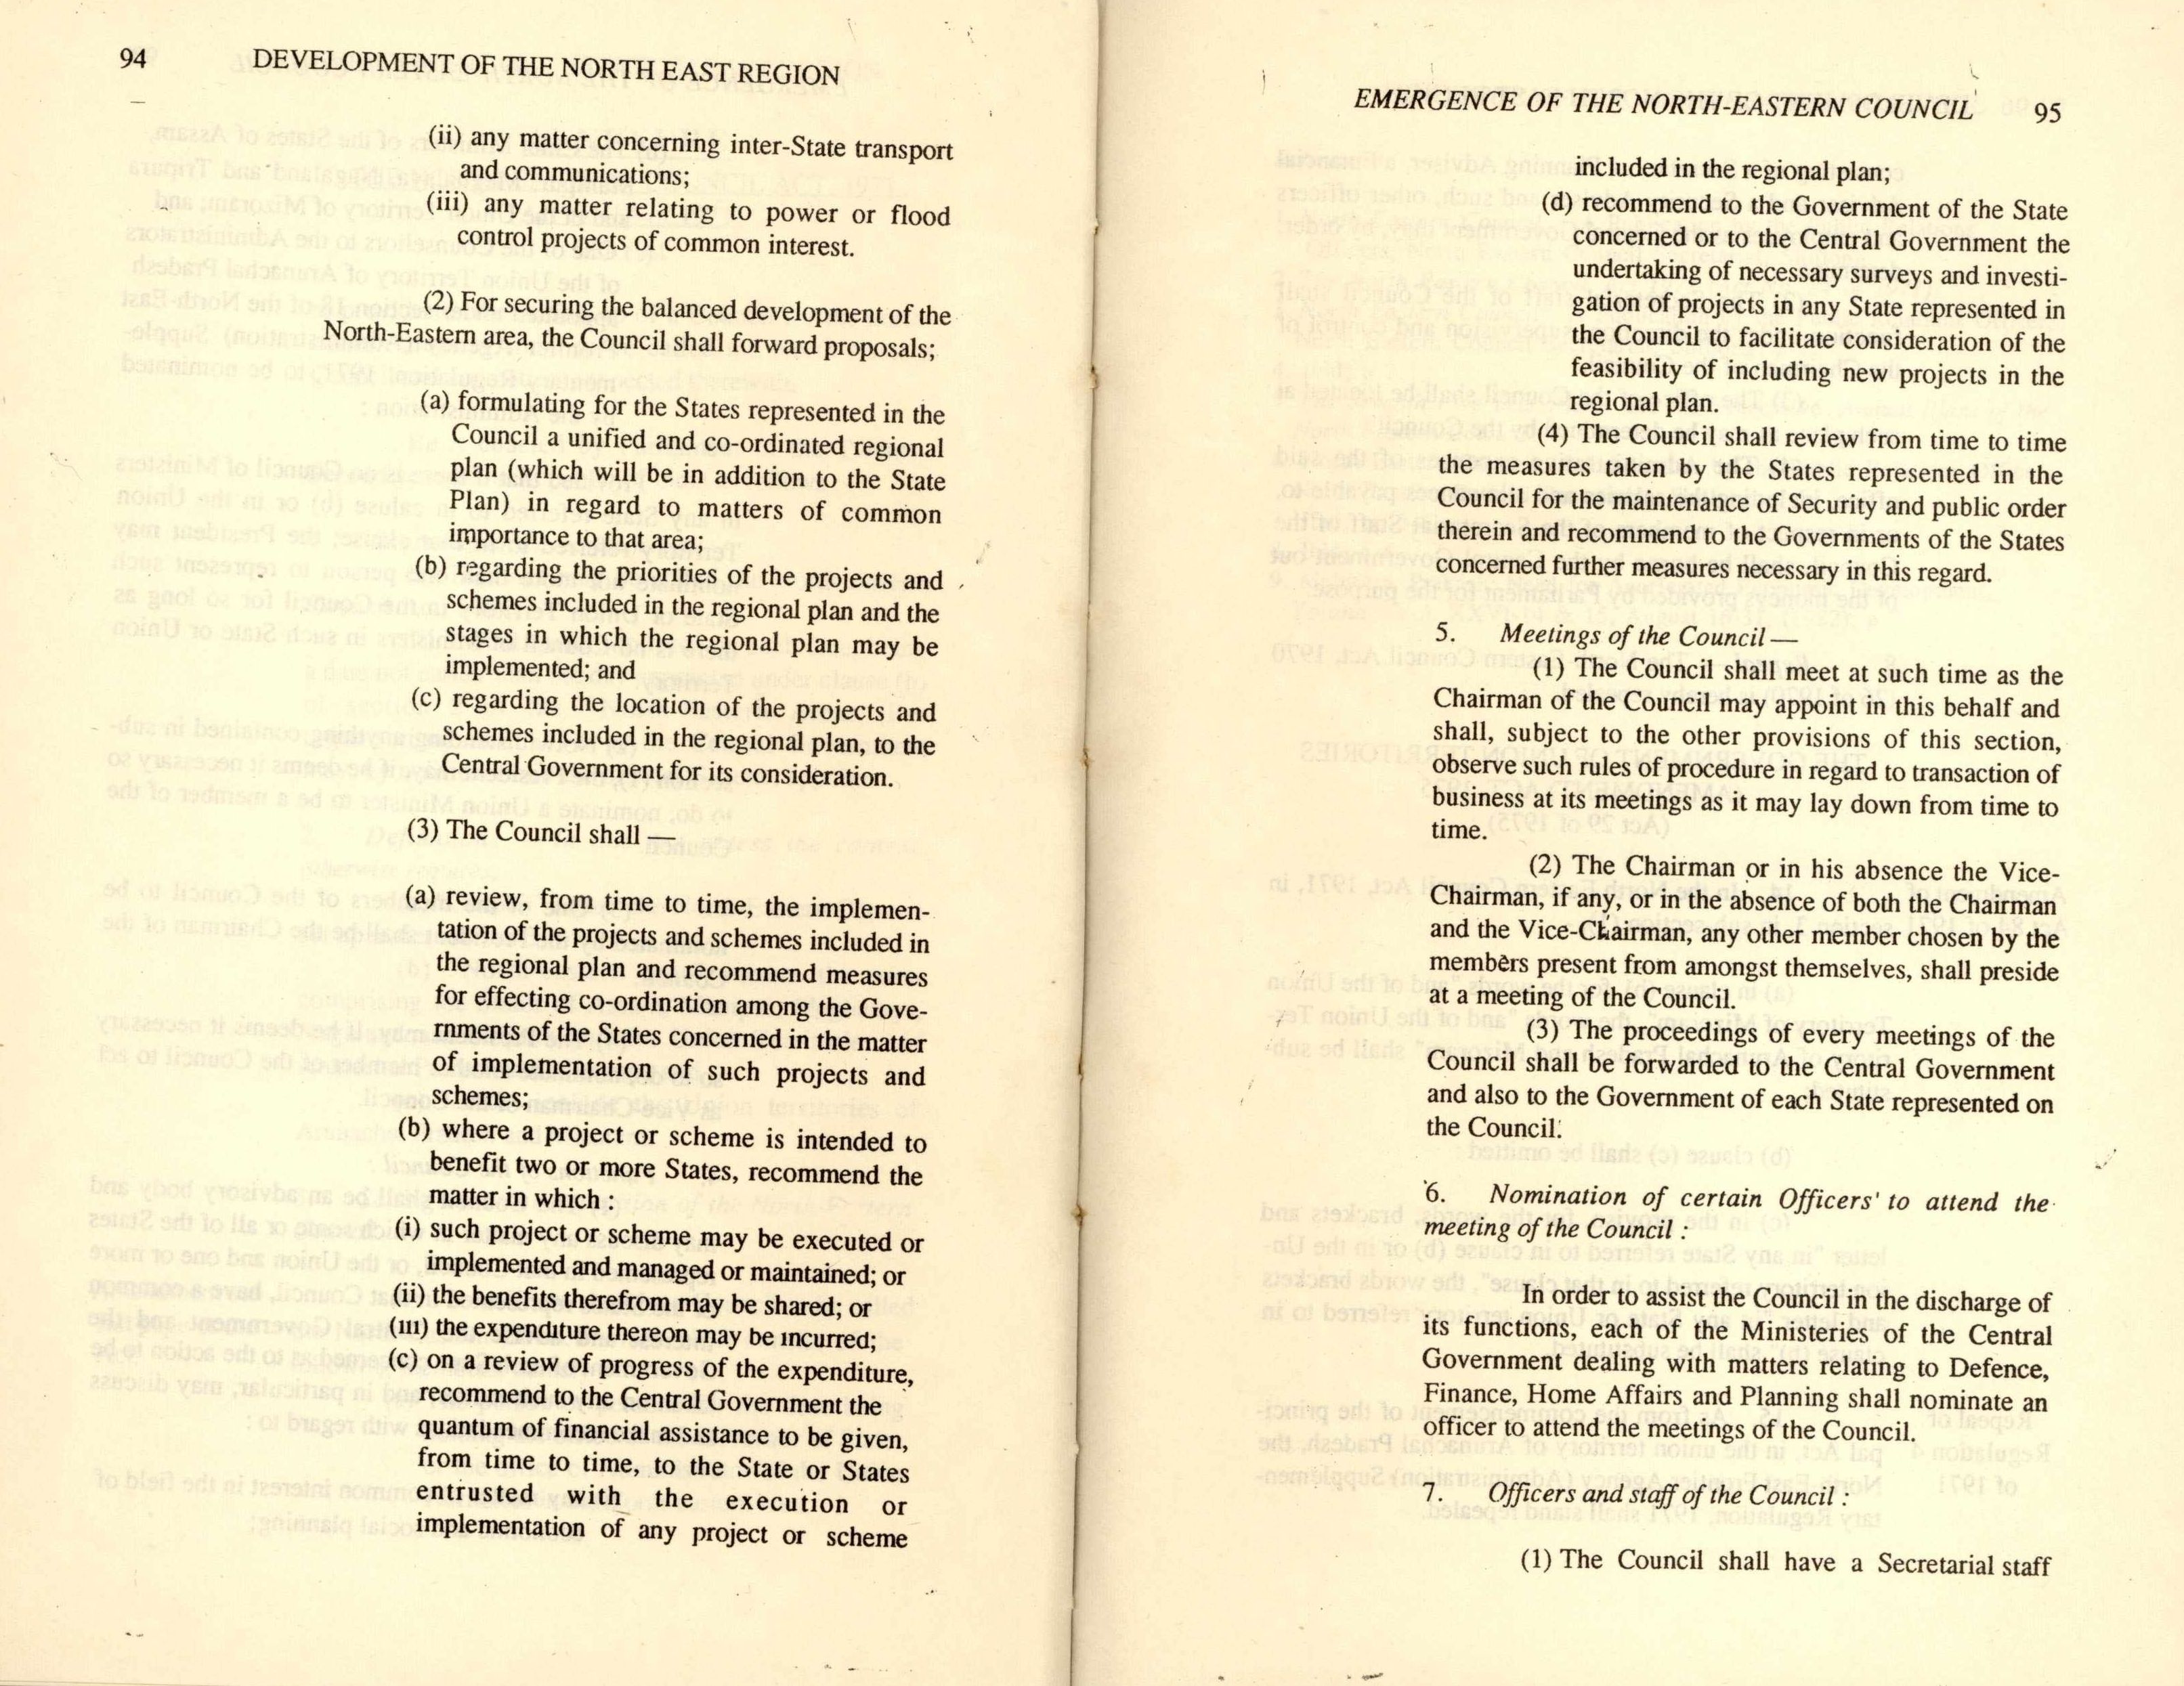 94
DEVELOPMENT OF THE NORTH EAST REGION
(ii) any matter concerning inter-State transport
and communications;
(iii) any matter relating to power or flood
control projects of common interest.
(2) For securing the balanced development of the
North-Eastern area, the Council shall forward proposals;
(a) formulating for the States represented in the
Council a unified and co-ordinated regional
plan (which will be in addition to the State
Plan) in regard to matters of common
importance to that area;
(b) regarding the priorities of the projects and
schemes included in the regional plan and the
stages in which the regional plan may be
implemented; and
(c) regarding the location of the projects and
schemes included in the regional plan, to the
Central Government for its consideration.
(3) The Council shall —
(a) review, from time to time, the implemen-
tation of the projects and schemes included in
the regional plan and recommend measures
for effecting co-ordination among the Gove-
rnments of the States concerned in the matter
of implementation of such projects and
schemes;
(b) where a project or scheme is intended to
benefit two or more States, recommend the
matter in which :
(i) such project or scheme may be executed or
implemented and managed or maintained; or
(ii) the benefits therefrom may be shared; or
(iii) the expenditure thereon may be incurred;
(c) on a review of progress of the expenditure,
recommend to the Central Government the
quantum of financial assistance to be given,
from time to time, to the State or States
entrusted with the execution or
implementation of any project or scheme
EMERGENCE OF THE NORTH-EASTERN COUNCIL
95
included in the regional plan;
(d) recommend to the Government of the State
concerned or to the Central Government the
undertaking of necessary surveys and investi-
gation of projects in any State represented in
the Council to facilitate consideration of the
feasibility of including new projects in the
regional plan.
(4) The Council shall review from time to time
the measures taken by the States represented in the
Council for the maintenance of Security and public order
therein and recommend to the Governments of the States
concerned further measures necessary in this regard.
5. Meetings of the Council —
(1) The Council shall meet at such time as the
Chairman of the Council may appoint in this behalf and
shall, subject to the other provisions of this section,
observe such rules of procedure in regard to transaction of
business at its meetings as it may lay down from time to
time.
(2) The Chairman or in his absence the Vice-
Chairman, if any, or in the absence of both the Chairman
and the Vice-Chairman, any other member chosen by the
members present from amongst themselves, shall preside
at a meeting of the Council.
(3) The proceedings of every meetings of the
Council shall be forwarded to the Central Government
and also to the Government of each State represented on
the Council.
6. Nomination of certain Officers' to attend the
meeting of the Council :
In order to assist the Council in the discharge of
its functions, each of the Ministeries of the Central
Government dealing with matters relating to Defence,
Finance, Home Affairs and Planning shall nominate an
officer to attend the meetings of the Council.
7. Officers and staff of the Council :
(1) The Council shall have a Secretarial staff